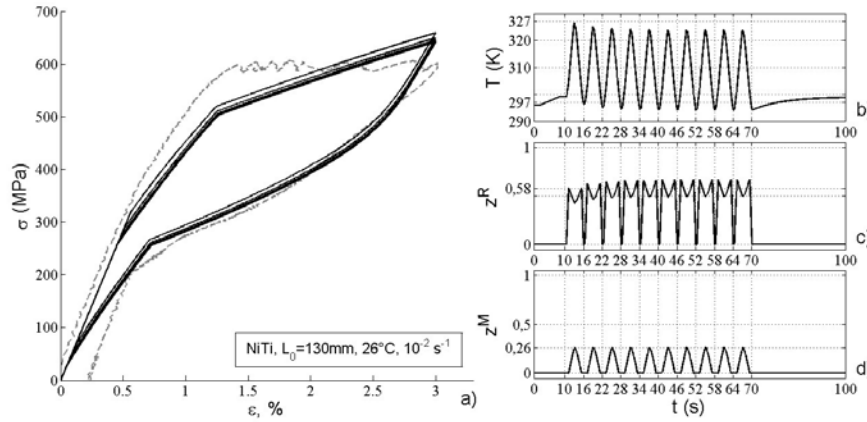 700
600
500
400
300
200
100
0
σ (MPa)
0 0.5 1 1.5 2 2.5 3
ε, %
a)
NiTi, L0=130mm, 26°C, 10-2 s-1
327
320
310
300
297
290
T (K)
0 10 16 22 28 34 40 46 52 58 64 70 100
b
1
0,58
0
zR
0 10 16 22 28 34 40 46 52 58 64 70 100
c)
1
0,5
0,26
0
zM
0 10 16 22 28 34 40 46 52 58 64 70 100
t (s)
d